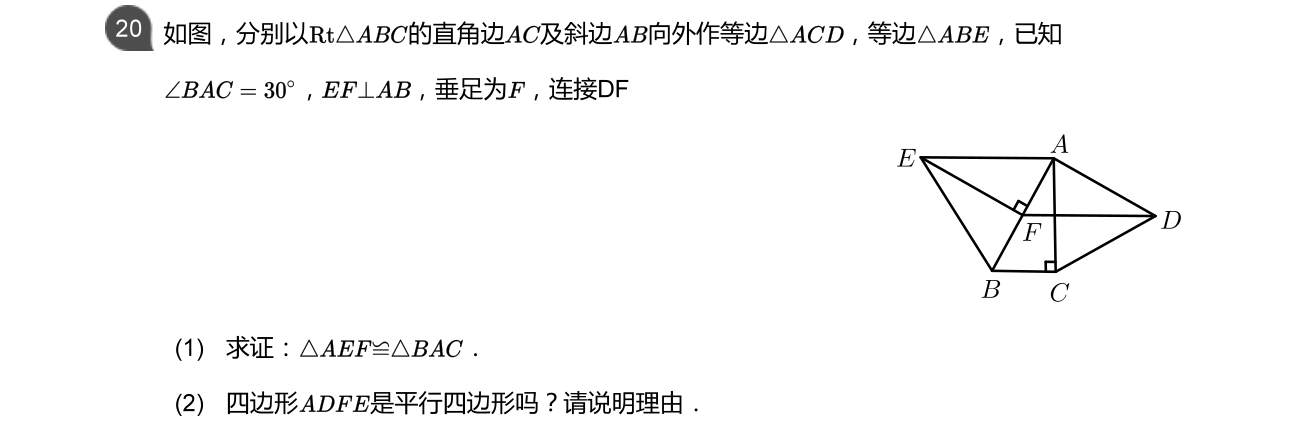 20 如图，分别以Rt△ABC的直角边AC及斜边AB向外作等边△ACD，等边△ABE，已知
∠BAC = 30°，EF⊥AB，垂足为F，连接DF
A
E
D
F
B
C
(1) 求证：△AEF≌△BAC．
(2) 四边形ADFE是平行四边形吗？请说明理由．